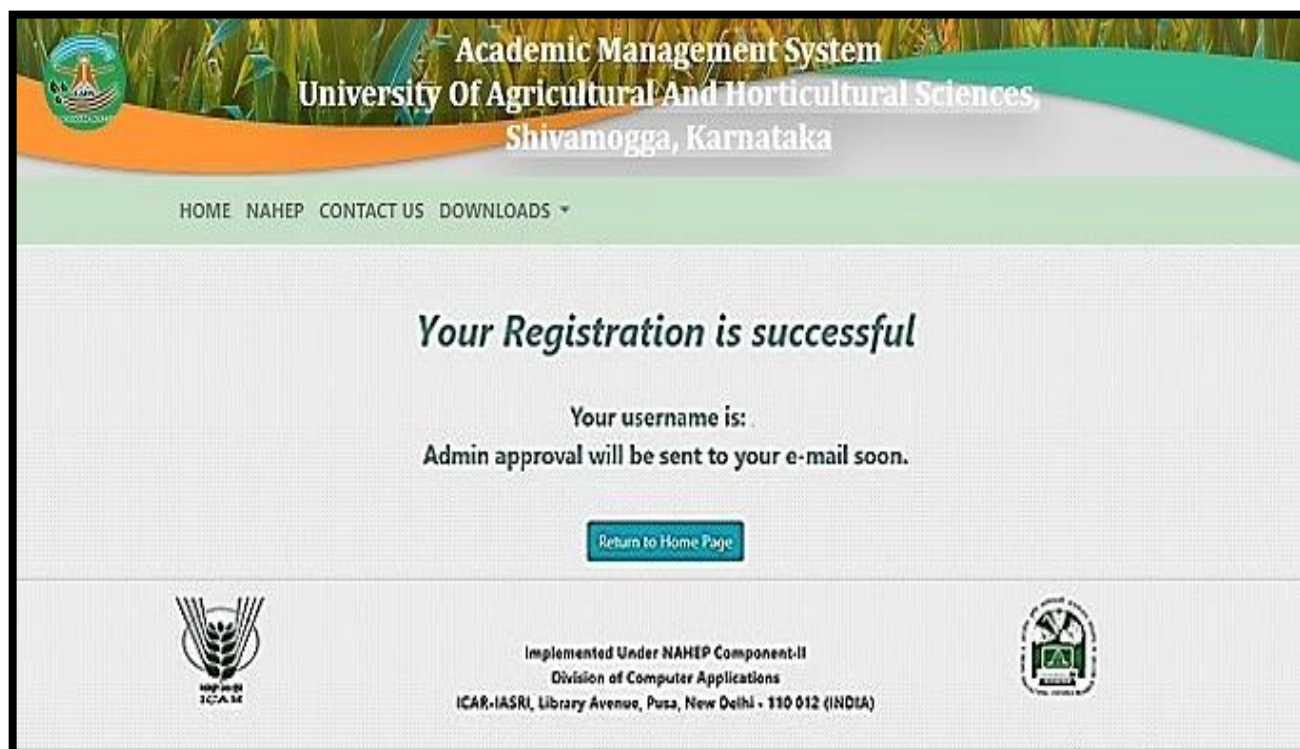 Academic Management System
University Of Agricultural And Horticultural Sciences,
Shivamogga, Karnataka
HOME NAHEP CONTACT US DOWNLOADS
Your Registration is successful
Your username is:
Admin approval will be sent to your e-mail soon.
Return to Home Page
Implemented Under NAHEP Component-II
Division of Computer Applications
ICAR-IASRI, Library Avenue, Pusa, New Delhi - 110 012 (INDIA)